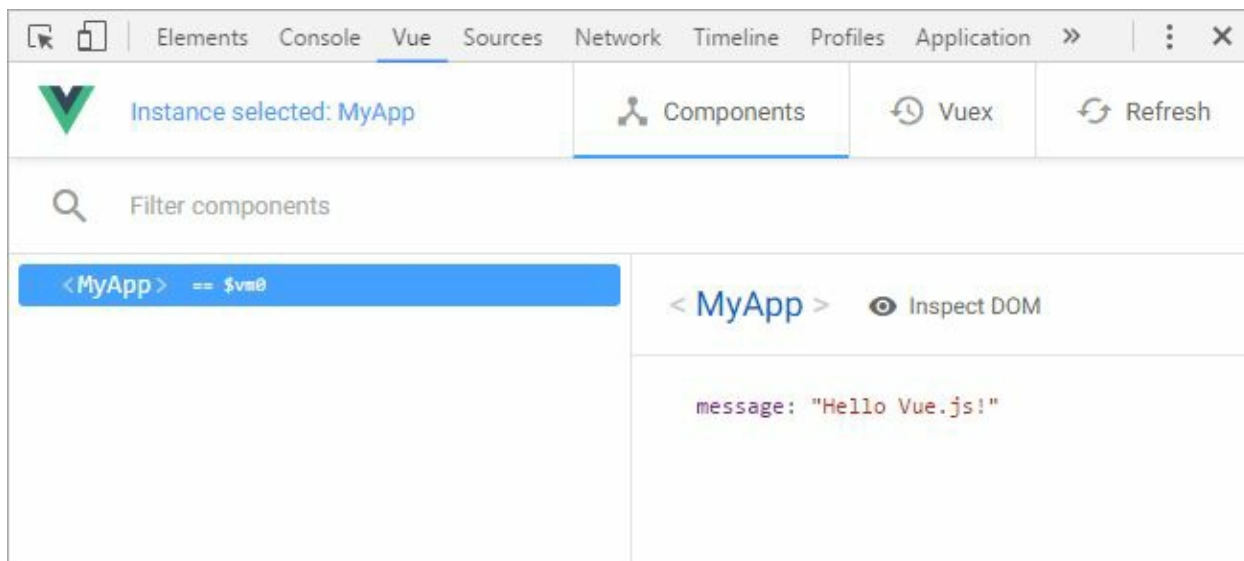 Elements Console Vue Sources Network Timeline Profiles Application »
Instance selected: MyApp Components Vuex Refresh
Filter components
<MyApp> == $vm0
< MyApp > Inspect DOM
message: "Hello Vue.js!"